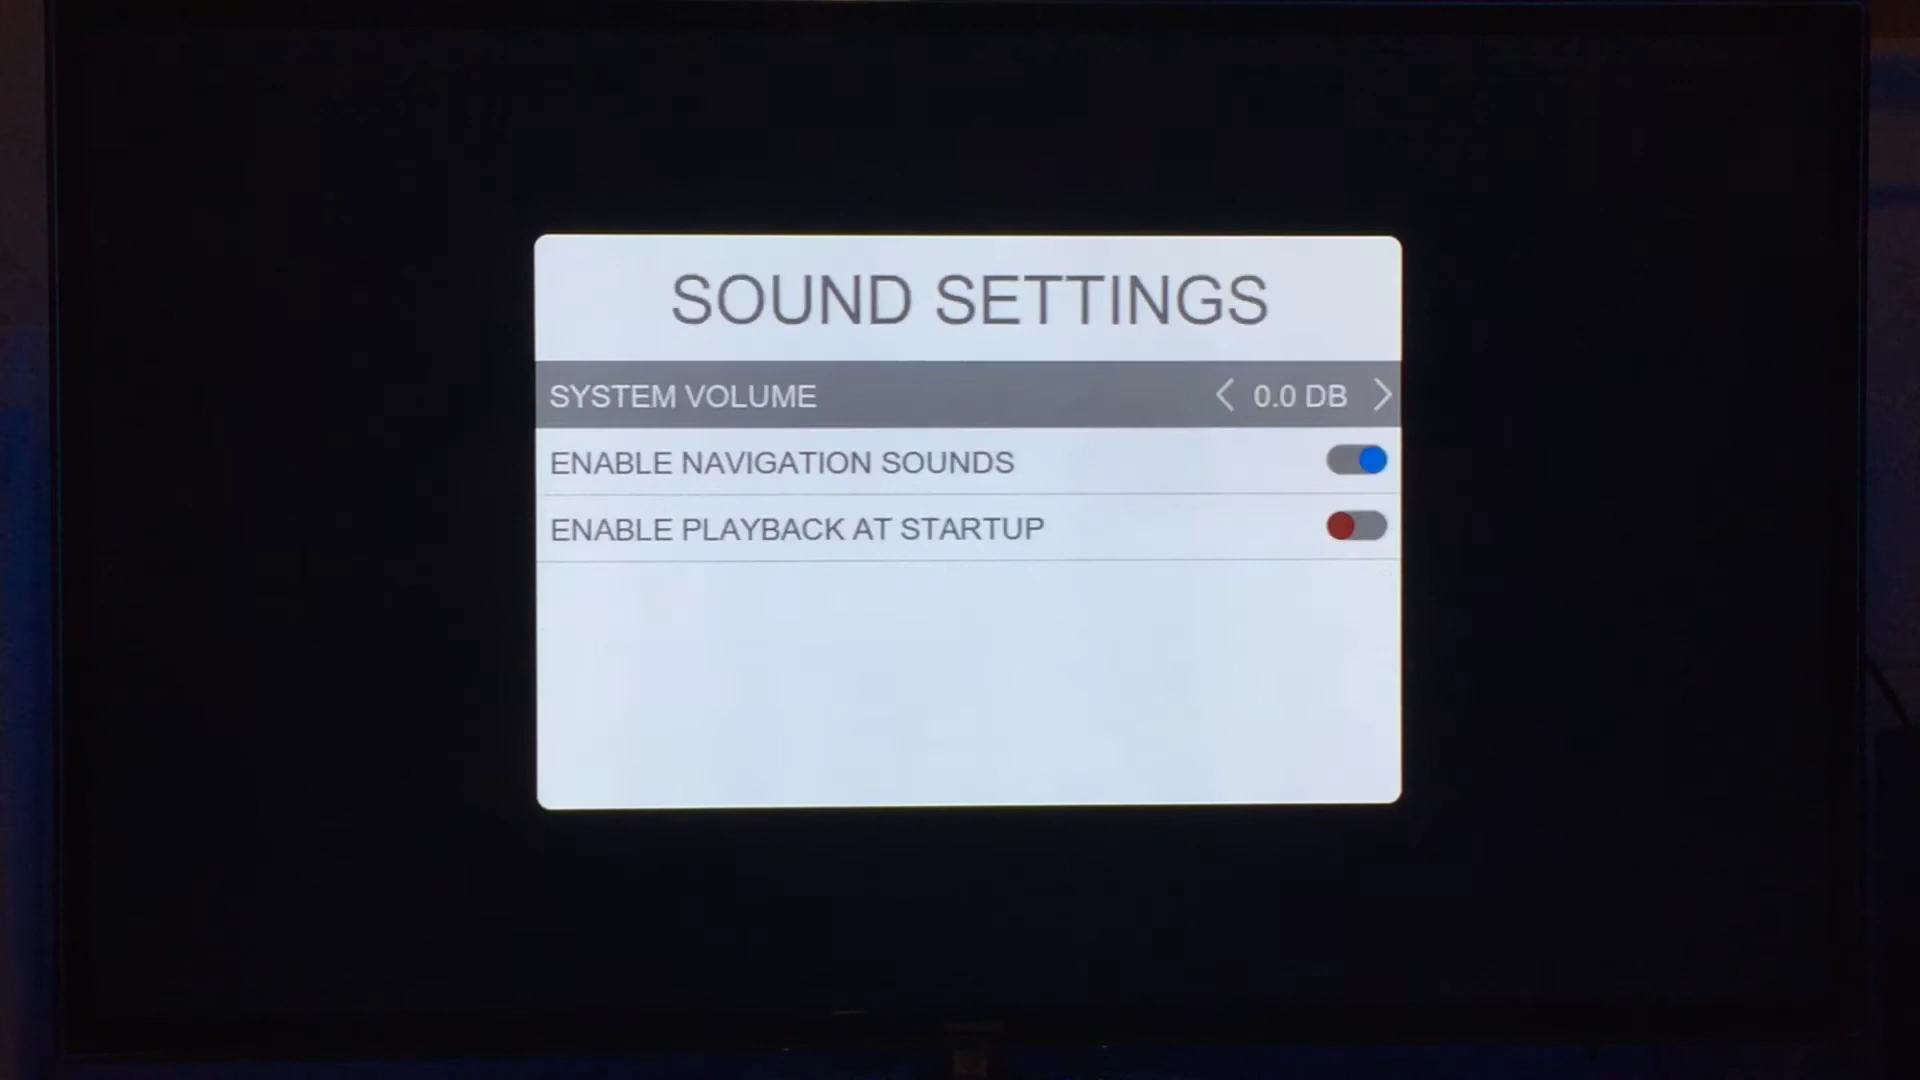 SOUND SETTINGS
SYSTEM VOLUME < 0.0 DB >
ENABLE NAVIGATION SOUNDS
ENABLE PLAYBACK AT STARTUP